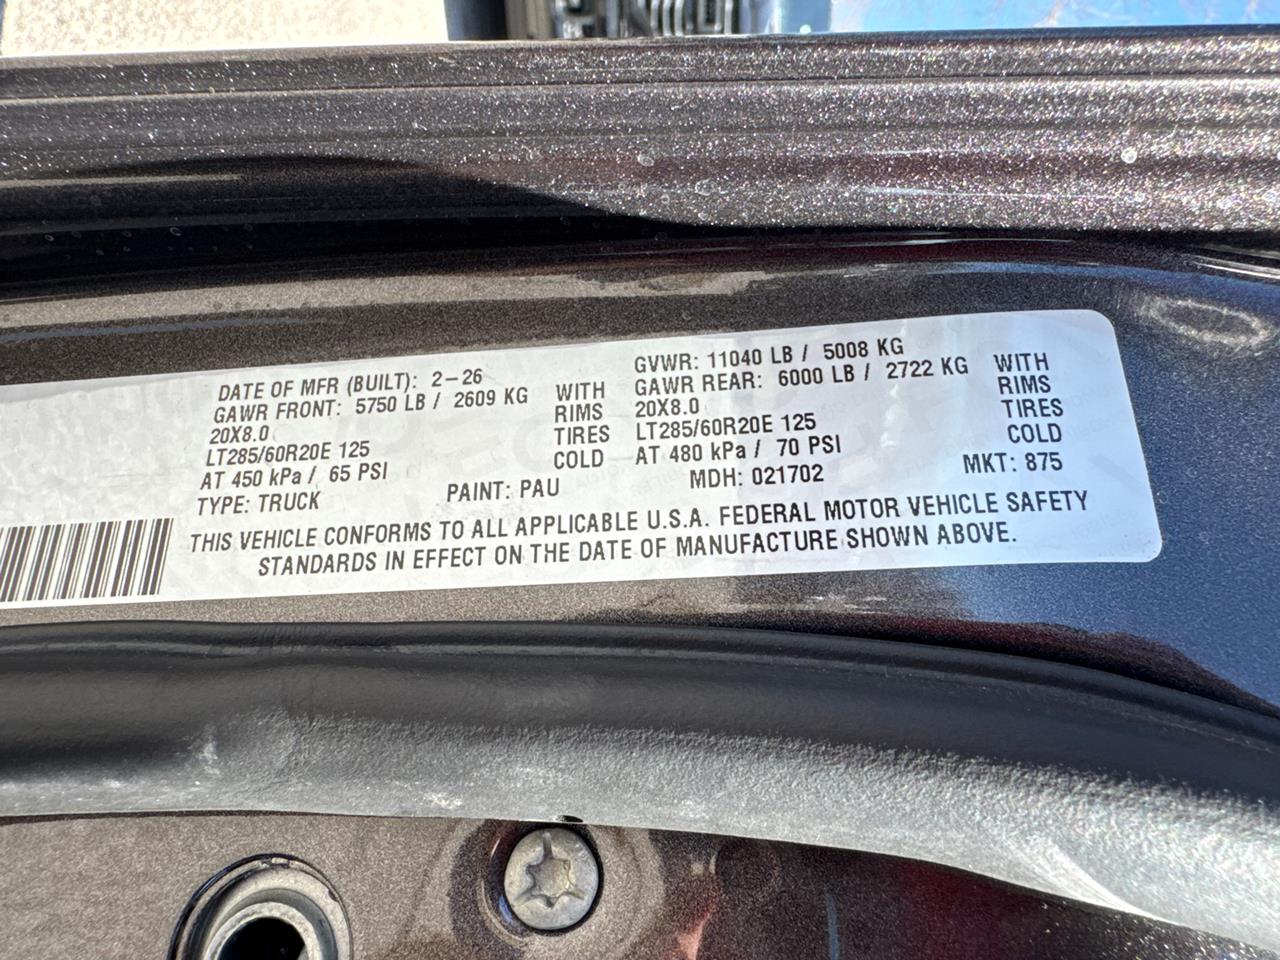 DATE OF MFR (BUILT): 2-26 GVWR: 11040 LB / 5008 KG
GAWR FRONT: 5750 LB / 2609 KG WITH GAWR REAR: 6000 LB / 2722 KG WITH
20X8.0 RIMS 20X8.0 RIMS
LT285/60R20E 125 TIRES LT285/60R20E 125 TIRES
AT 450 kPa / 65 PSI COLD AT 480 kPa / 70 PSI COLD
TYPE: TRUCK PAINT: PAU MDH: 021702 MKT: 875
THIS VEHICLE CONFORMS TO ALL APPLICABLE U.S.A. FEDERAL MOTOR VEHICLE SAFETY
STANDARDS IN EFFECT ON THE DATE OF MANUFACTURE SHOWN ABOVE.